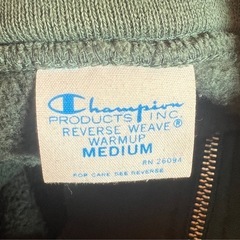 Champion
PRODUCTS INC.
REVERSE WEAVE®
WARMUP
MEDIUM
RN 26094
FOR CARE SEE REVERSE